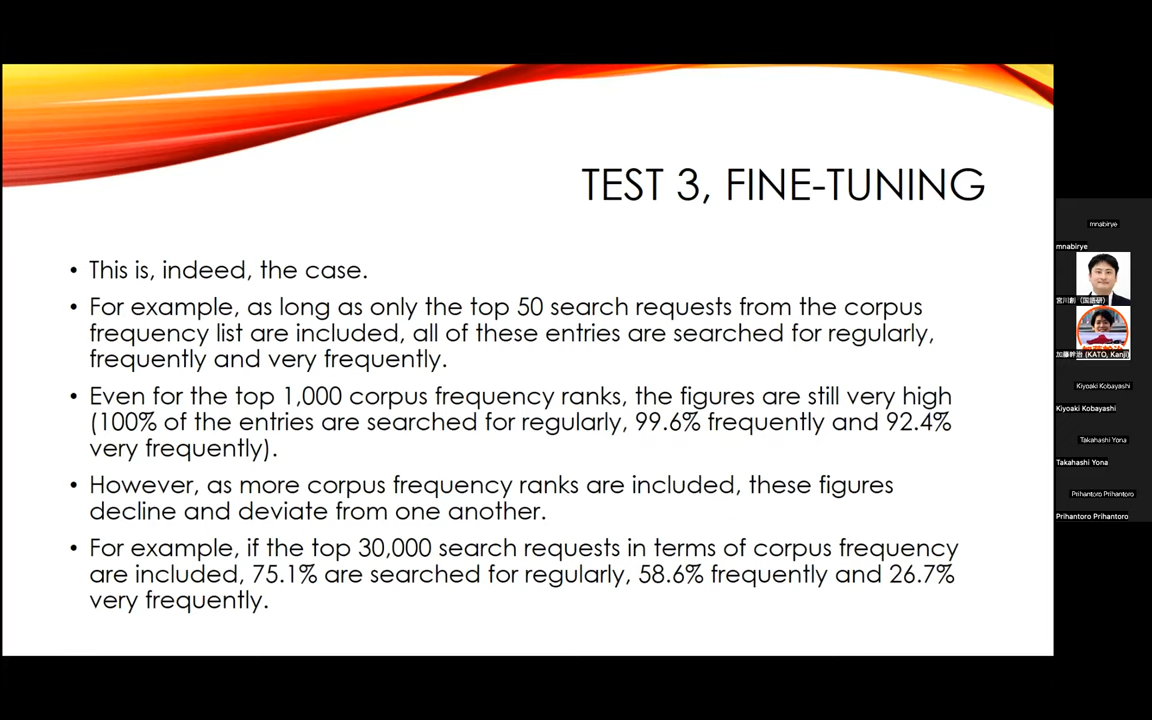 TEST 3, FINE-TUNING
• This is, indeed, the case.
• For example, as long as only the top 50 search requests from the corpus
frequency list are included, all of these entries are searched for regularly,
frequently and very frequently.
• Even for the top 1,000 corpus frequency ranks, the figures are still very high
(100% of the entries are searched for regularly, 99.6% frequently and 92.4%
very frequently).
• However, as more corpus frequency ranks are included, these figures
decline and deviate from one another.
• For example, if the top 30,000 search requests in terms of corpus frequency
are included, 75.1% are searched for regularly, 58.6% frequently and 26.7%
very frequently.
mnabirye
mnabirye
宮川創（国語研）
加藤幹治 (KATO, Kanji)
Kiyoaki Kobayashi
Kiyoaki Kobayashi
Takahashi Yona
Takahashi Yona
Prihantoro Prihantoro
Prihantoro Prihantoro